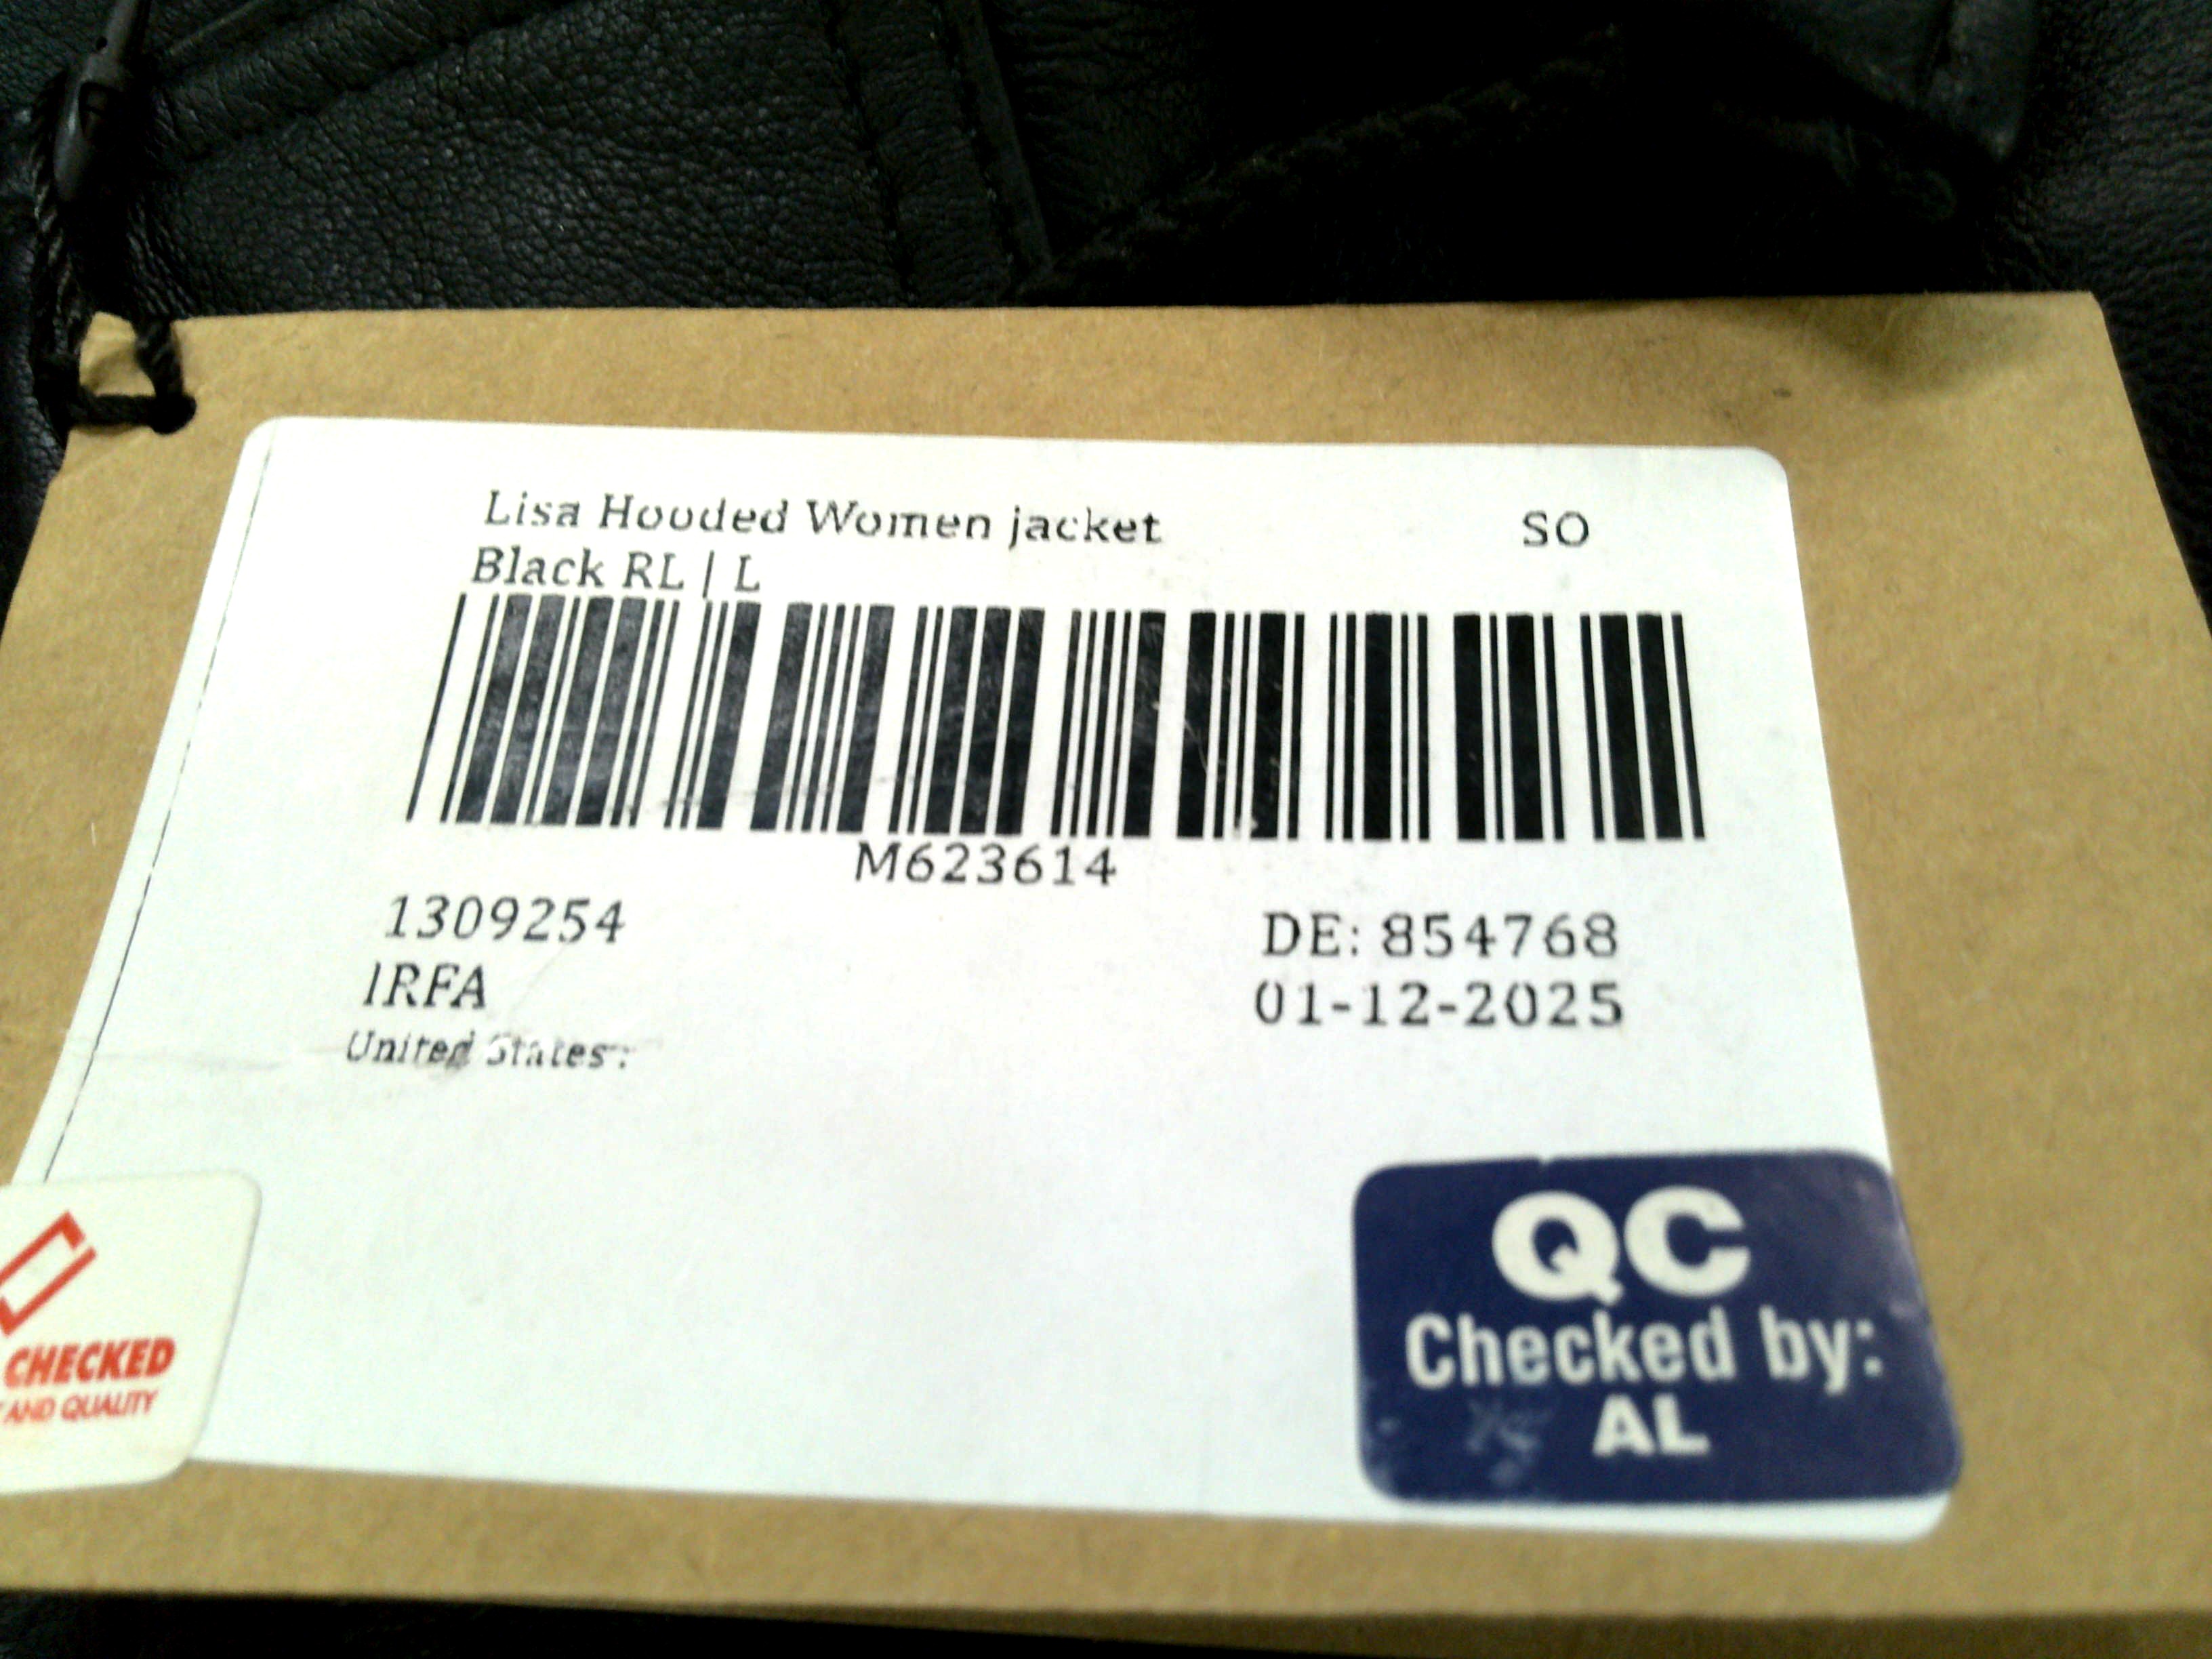 Lisa Hooded Women jacket
SO
Black RL | L
M623614
1309254
DE: 854768
IRFA
01-12-2025
United States :
QC
Checked by:
AL
CHECKED
AND QUALITY